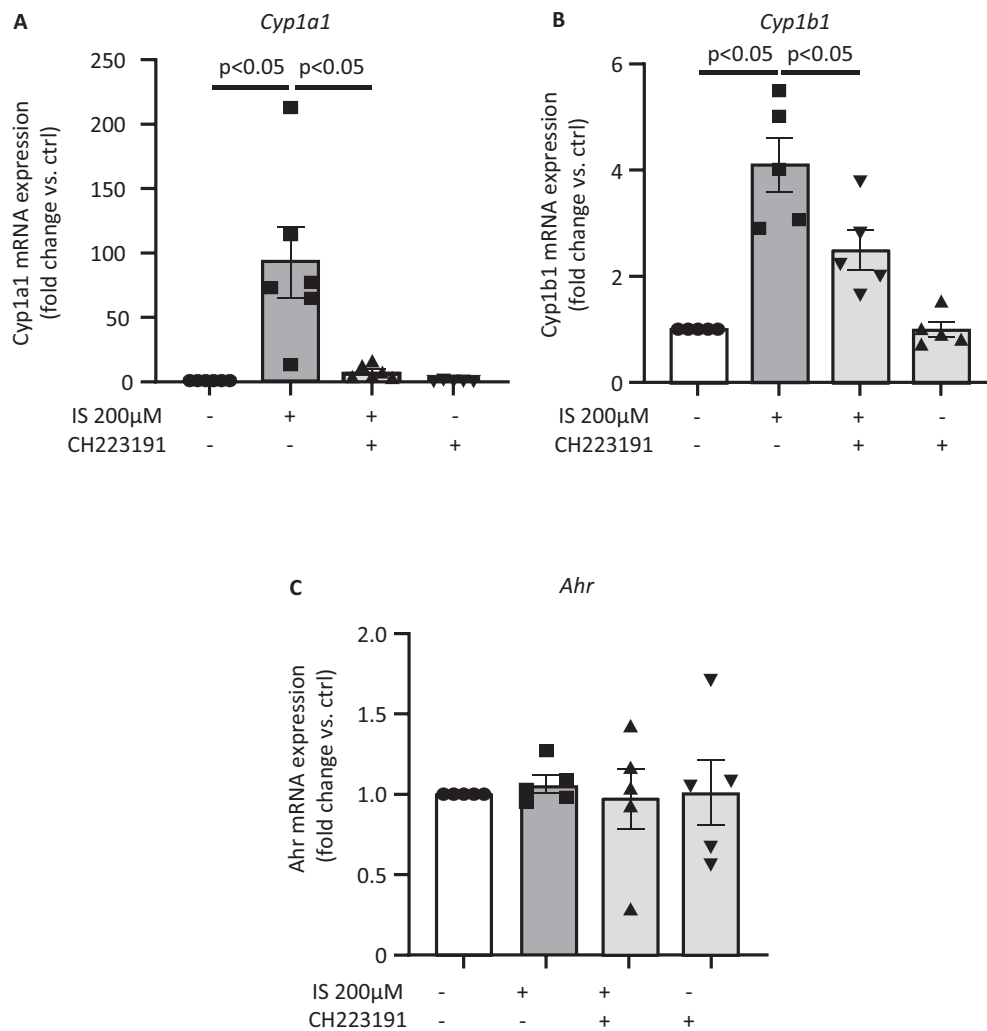 A
Cyp1a1
Cyp1a1 mRNA expression
(fold change vs. ctrl)
250
200
150
100
50
0
p<0.05 p<0.05
IS 200μM - + + -
CH223191 - - + +
B
Cyp1b1
Cyp1b1 mRNA expression
(fold change vs. ctrl)
6
4
2
0
p<0.05 p<0.05
IS 200μM - + + -
CH223191 - - + +
C
Ahr
Ahr mRNA expression
(fold change vs. ctrl)
2.0
1.5
1.0
0.5
0
IS 200μM - + + -
CH223191 - - + +